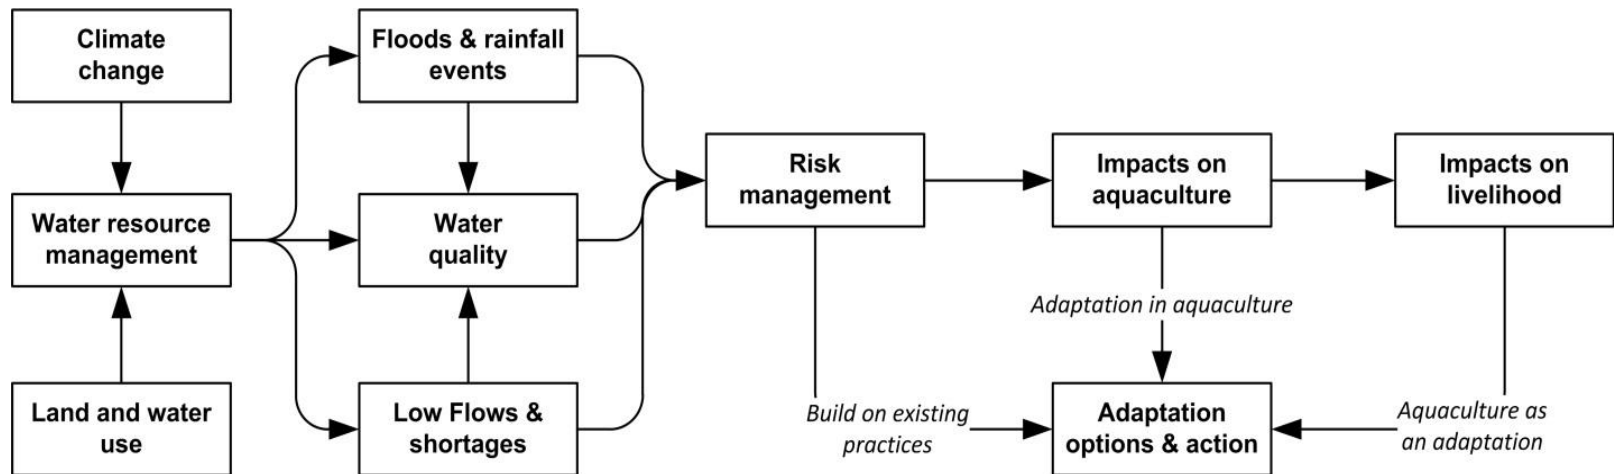 Climate
change
Floods & rainfall
events
Risk
management
Impacts on
aquaculture
Impacts on
livelihood
Water resource
management
Water
quality
Adaptation in aquaculture
Land and water
use
Low Flows &
shortages
Build on existing
practices
Adaptation
options & action
Aquaculture as
an adaptation